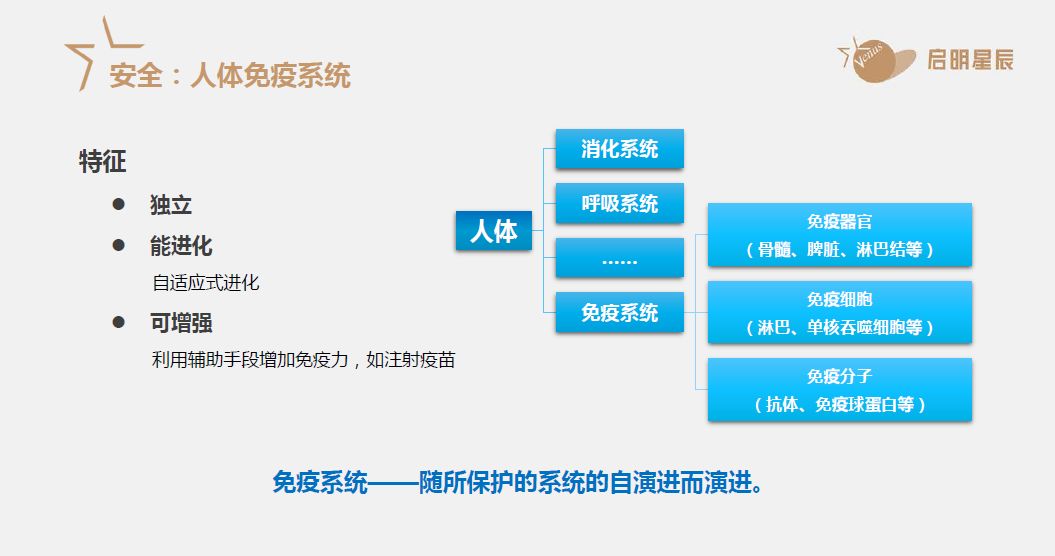 安全：人体免疫系统
Venus
启明星辰
特征
● 独立
● 能进化
自适应式进化
● 可增强
利用辅助手段增加免疫力，如注射疫苗
人体
消化系统
呼吸系统
……
免疫系统
免疫器官
（骨髓、脾脏、淋巴结等）
免疫细胞
（淋巴、单核吞噬细胞等）
免疫分子
（抗体、免疫球蛋白等）
免疫系统——随所保护的系统的自演进而演进。